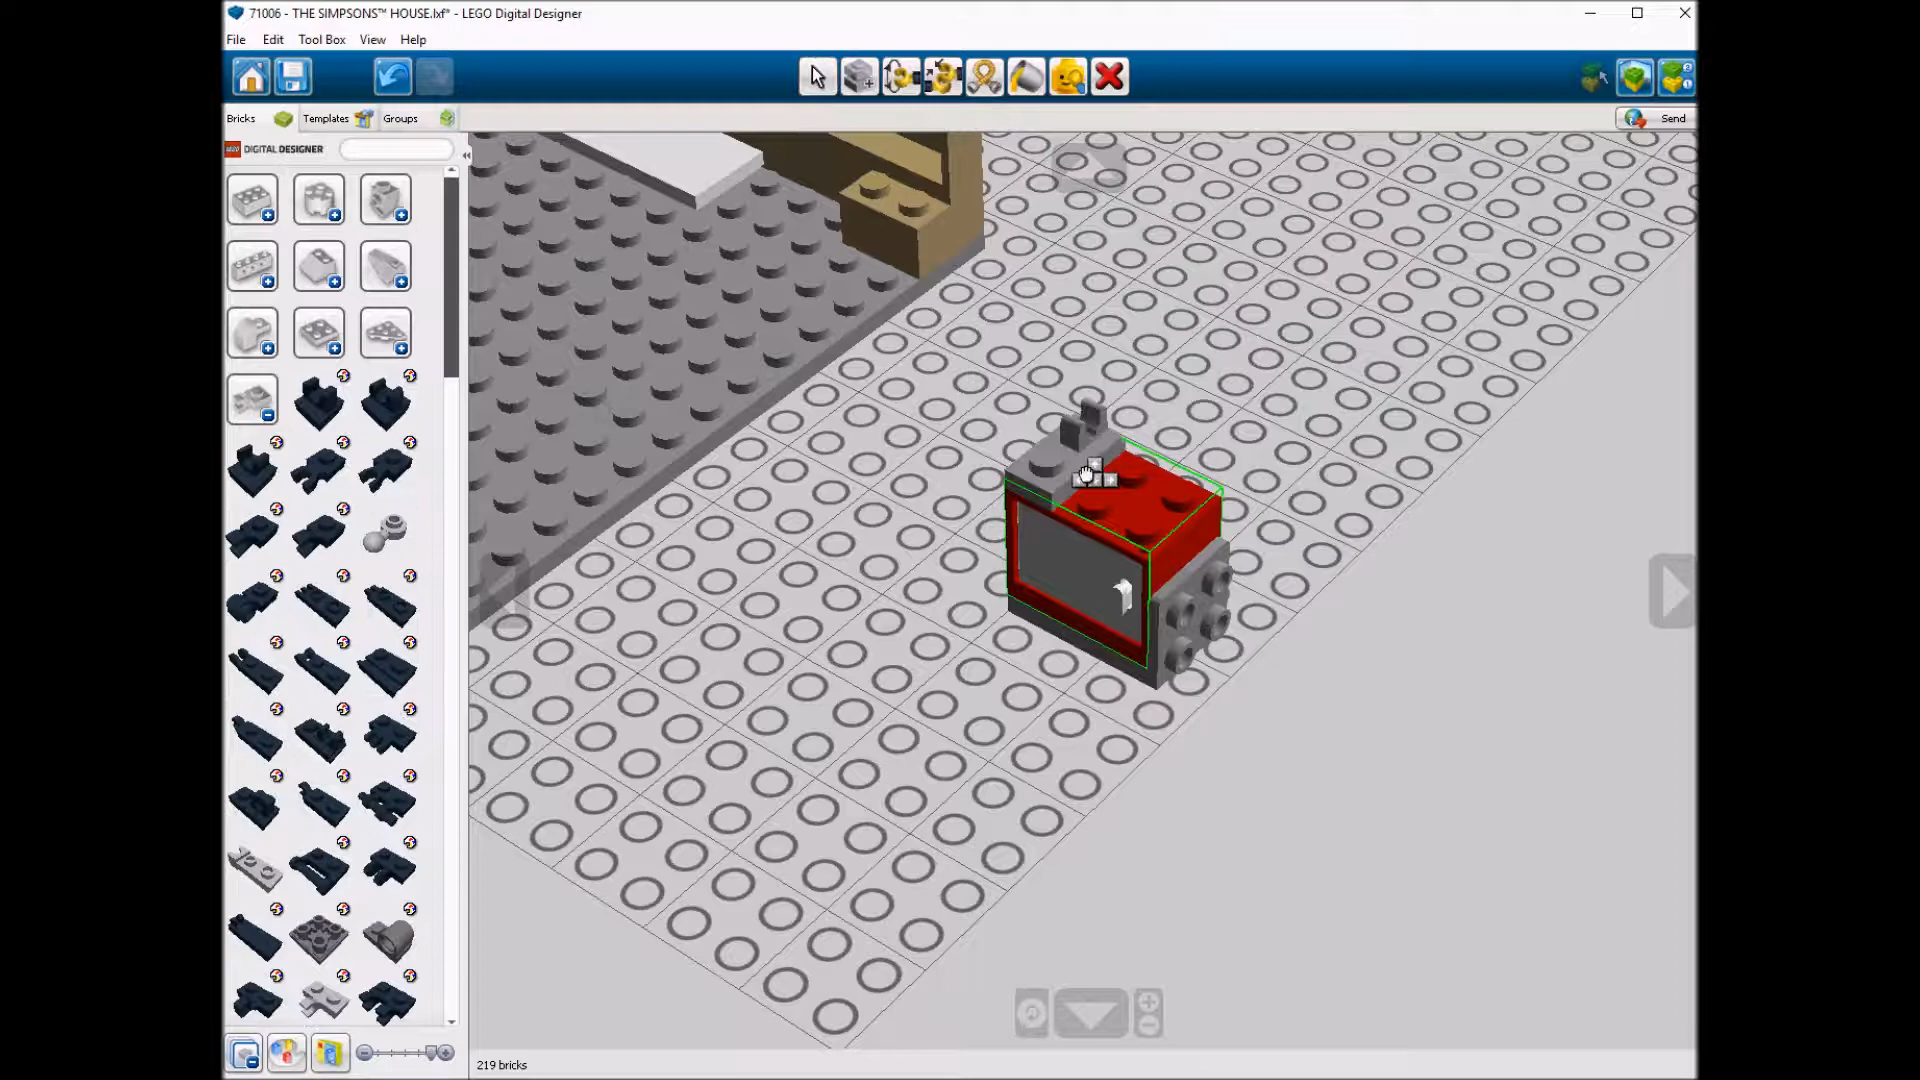 71006 - THE SIMPSONS™ HOUSE.lxf* - LEGO Digital Designer
File Edit Tool Box View Help
Bricks Templates Groups Send
LEGO DIGITAL DESIGNER
219 bricks